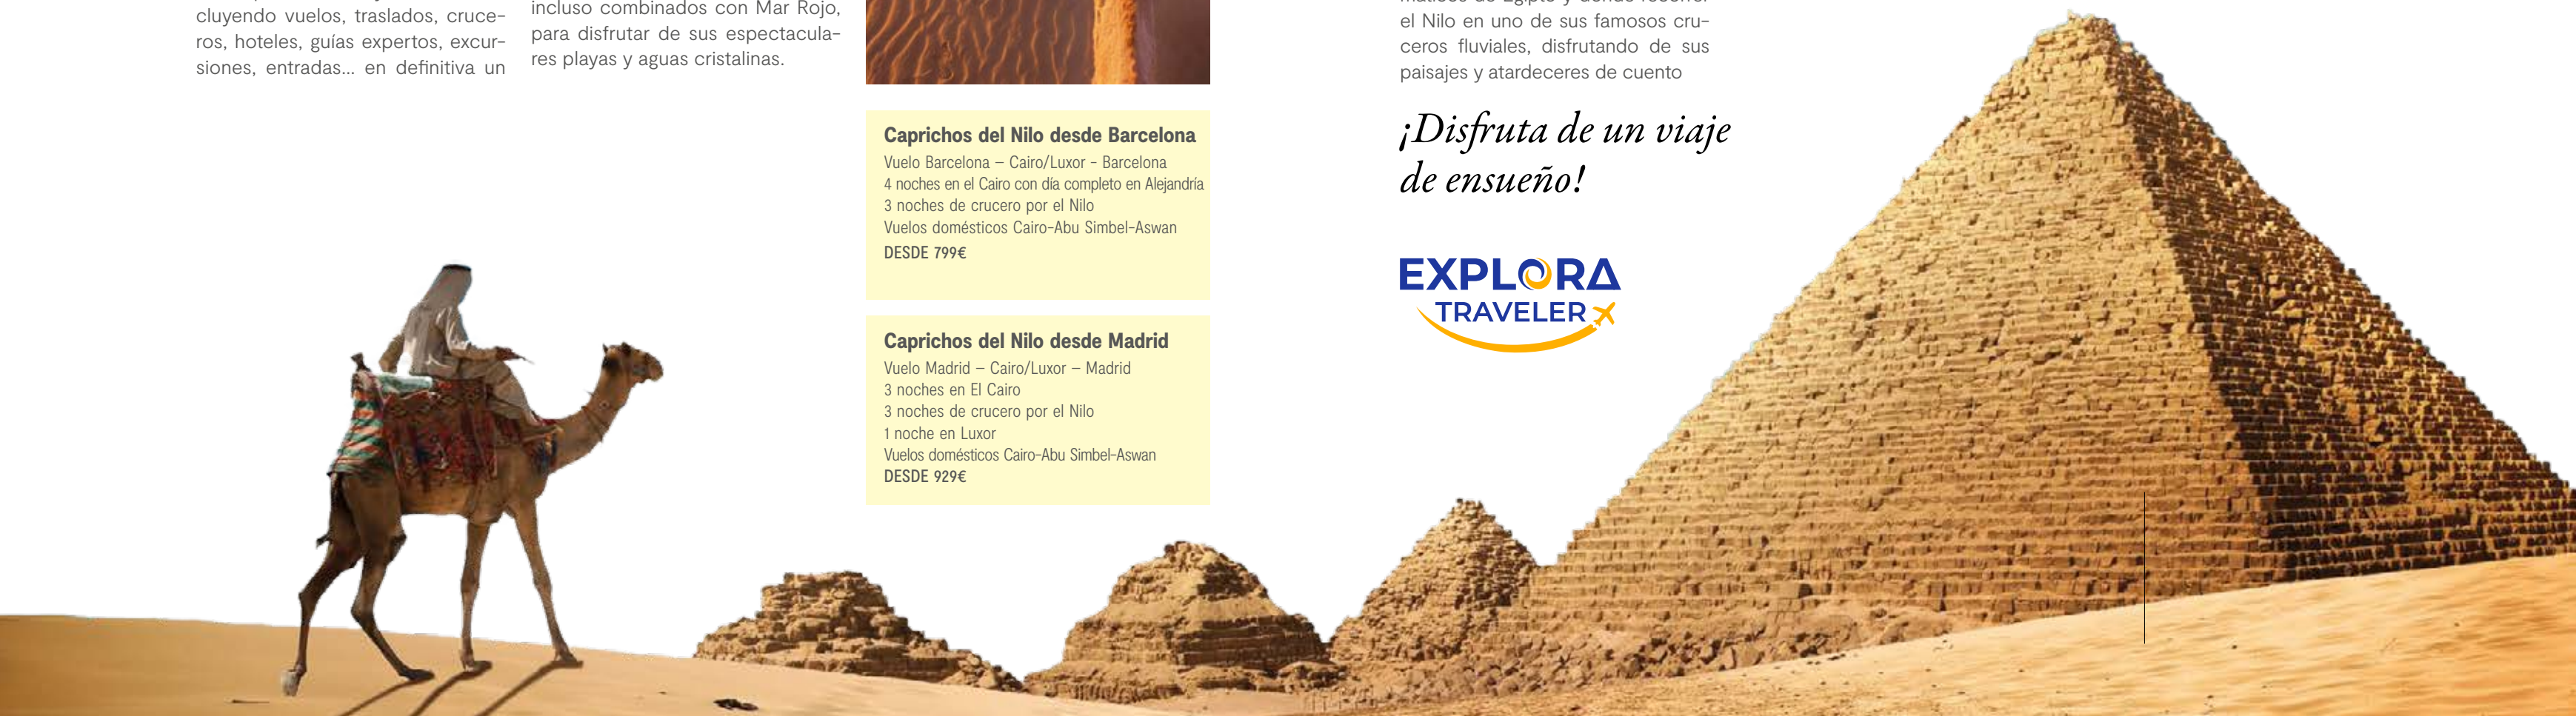 cluyendo vuelos, traslados, cruce-
ros, hoteles, guías expertos, excur-
siones, entradas... en definitiva un
incluso combinados con Mar Rojo,
para disfrutar de sus espectacula-
res playas y aguas cristalinas.
Caprichos del Nilo desde Barcelona
Vuelo Barcelona – Cairo/Luxor - Barcelona
4 noches en el Cairo con día completo en Alejandría
3 noches de crucero por el Nilo
Vuelos domésticos Cairo-Abu Simbel-Aswan
DESDE 799€
Caprichos del Nilo desde Madrid
Vuelo Madrid – Cairo/Luxor – Madrid
3 noches en El Cairo
3 noches de crucero por el Nilo
1 noche en Luxor
Vuelos domésticos Cairo-Abu Simbel-Aswan
DESDE 929€
el Nilo en uno de sus famosos cru-
ceros fluviales, disfrutando de sus
paisajes y atardeceres de cuento
¡Disfruta de un viaje
de ensueño!
EXPLORA
TRAVELER